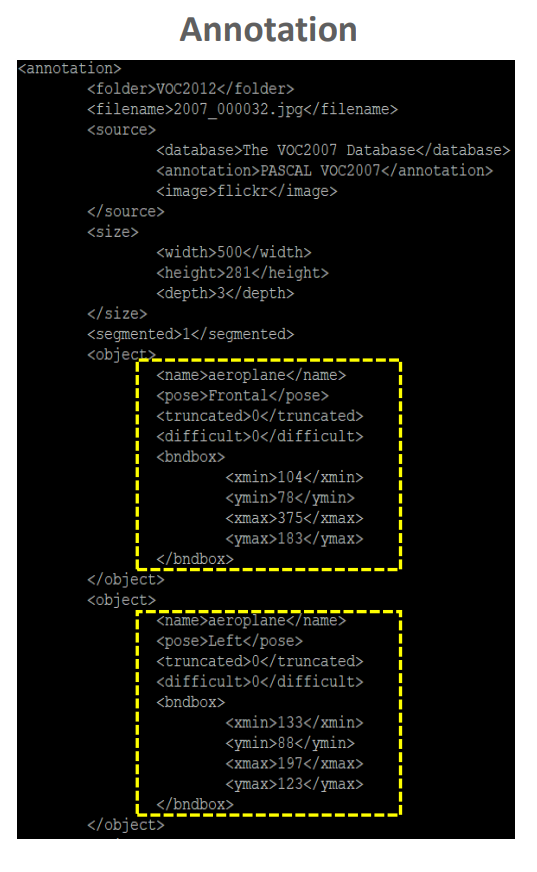 Annotation
<annotation>
<folder>VOC2012</folder>
<filename>2007_000032.jpg</filename>
<source>
<database>The VOC2007 Database</database>
<annotation>PASCAL VOC2007</annotation>
<image>flickr</image>
</source>
<size>
<width>500</width>
<height>281</height>
<depth>3</depth>
</size>
<segmented>1</segmented>
<object>
<name>aeroplane</name>
<pose>Frontal</pose>
<truncated>0</truncated>
<difficult>0</difficult>
<bndbox>
<xmin>104</xmin>
<ymin>78</ymin>
<xmax>375</xmax>
<ymax>183</ymax>
</bndbox>
</object>
<object>
<name>aeroplane</name>
<pose>Left</pose>
<truncated>0</truncated>
<difficult>0</difficult>
<bndbox>
<xmin>133</xmin>
<ymin>88</ymin>
<xmax>197</xmax>
<ymax>123</ymax>
</bndbox>
</object>